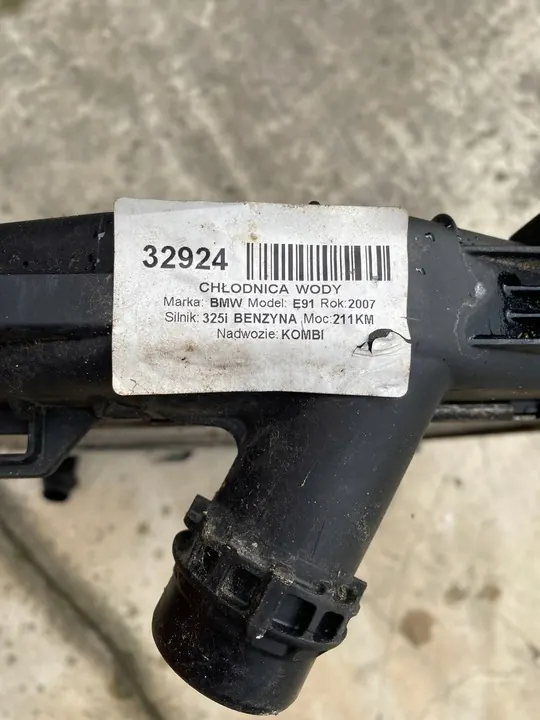 32924
CHŁODNICA WODY
Marka: BMW Model: E91 Rok:2007
Silnik: 325i BENZYNA ,Moc:211KM
Nadwozie: KOMBI